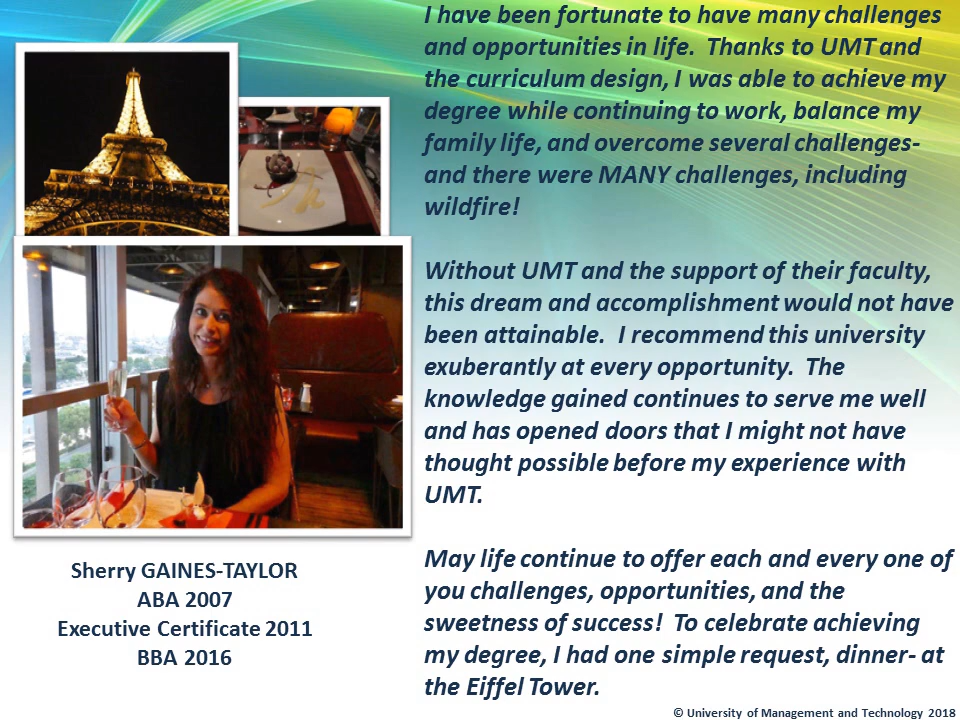 I have been fortunate to have many challenges
and opportunities in life.  Thanks to UMT and
the curriculum design, I was able to achieve my
degree while continuing to work, balance my
family life, and overcome several challenges-
and there were MANY challenges, including
wildfire!
Without UMT and the support of their faculty,
this dream and accomplishment would not have
been attainable.  I recommend this university
exuberantly at every opportunity.  The
knowledge gained continues to serve me well
and has opened doors that I might not have
thought possible before my experience with
UMT.
May life continue to offer each and every one of
you challenges, opportunities, and the
sweetness of success!  To celebrate achieving
my degree, I had one simple request, dinner- at
the Eiffel Tower.
Sherry GAINES-TAYLOR
ABA 2007
Executive Certificate 2011
BBA 2016
© University of Management and Technology 2018